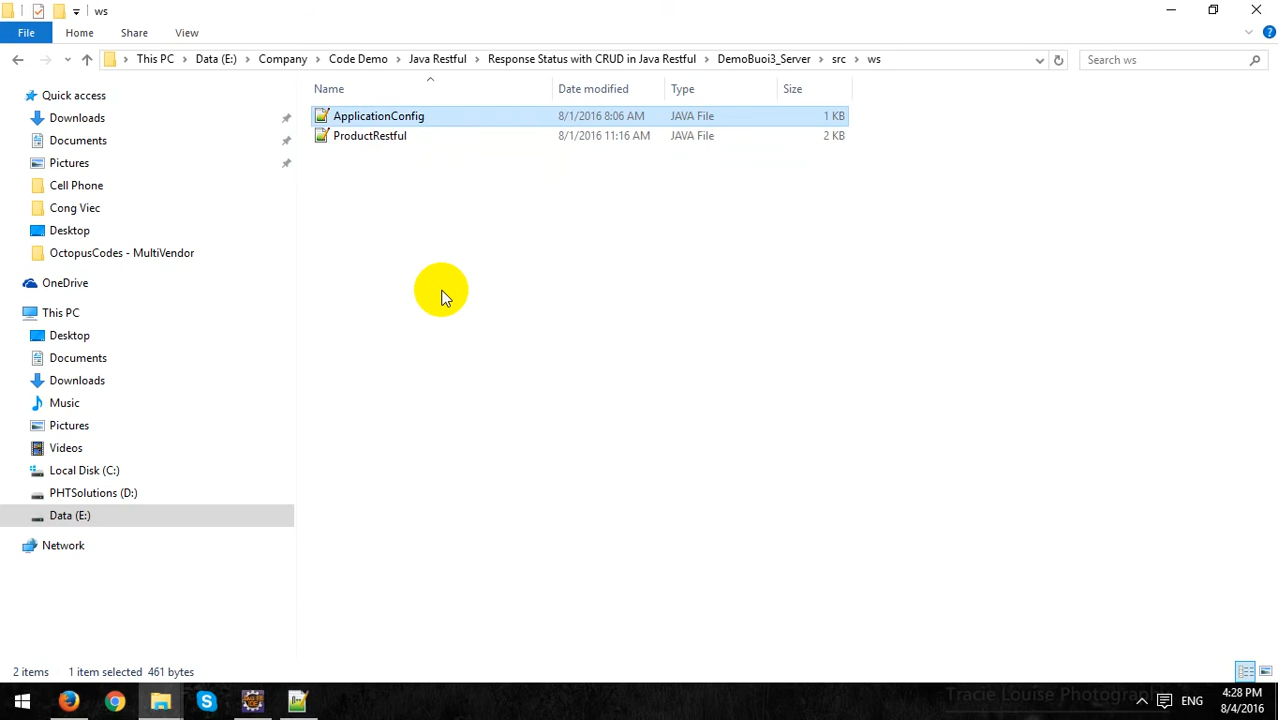 ws
File Home Share View
This PC Data (E:) Company Code Demo Java Restful Response Status with CRUD in Java Restful DemoBuoi3_Server src ws Search ws
Name Date modified Type Size
Quick access
ApplicationConfig 8/1/2016 8:06 AM JAVA File 1 KB
Downloads
ProductRestful 8/1/2016 11:16 AM JAVA File 2 KB
Documents
Pictures
Cell Phone
Cong Viec
Desktop
OctopusCodes - MultiVendor
OneDrive
This PC
Desktop
Documents
Downloads
Music
Pictures
Videos
Local Disk (C:)
PHTSolutions (D:)
Data (E:)
Network
2 items 1 item selected 461 bytes
Tracie Louise Photography
ENG
4:28 PM
8/4/2016